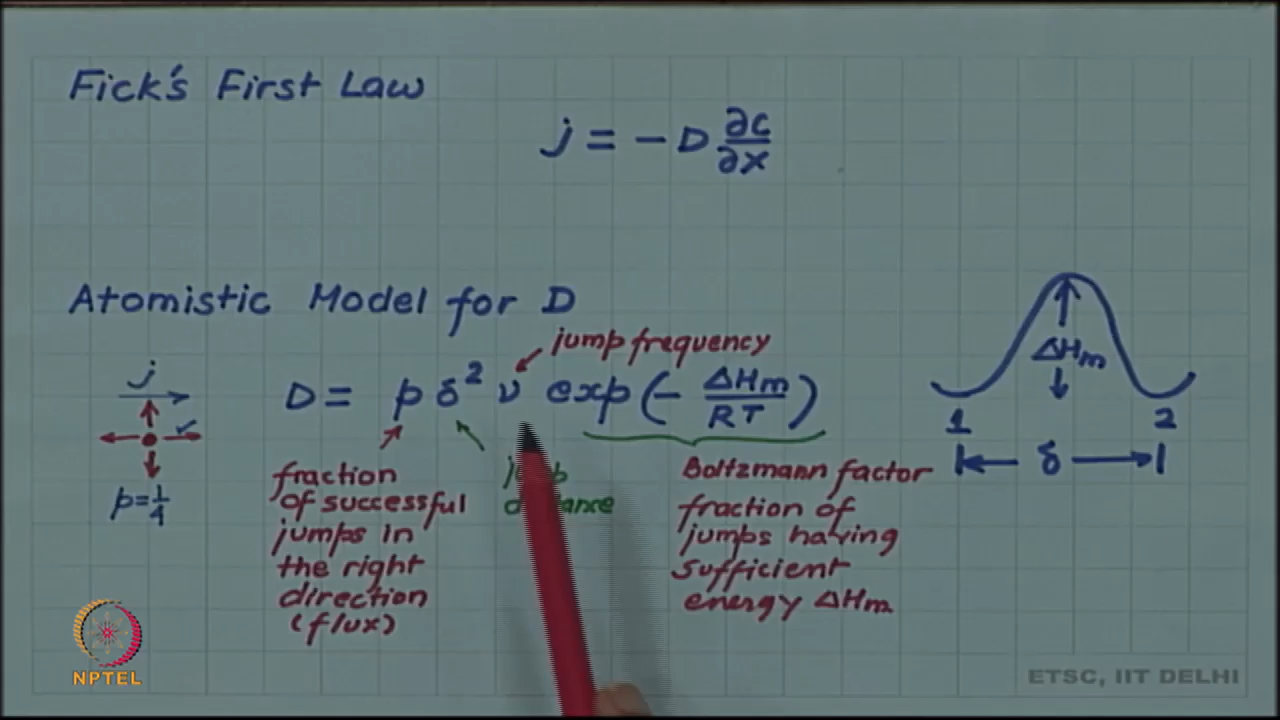 Fick's First Law
j = - D ∂c/∂x
Atomistic Model for D
jump frequency
D = p δ² ν exp(- ΔHm/RT)
j
p=1/4
fraction
of successful
jumps in
the right
direction
(flux)
Boltzmann factor
fraction of
jumps having
sufficient
energy ΔHm
ΔHm
1 2
δ
NPTEL
ETSC, IIT DELHI